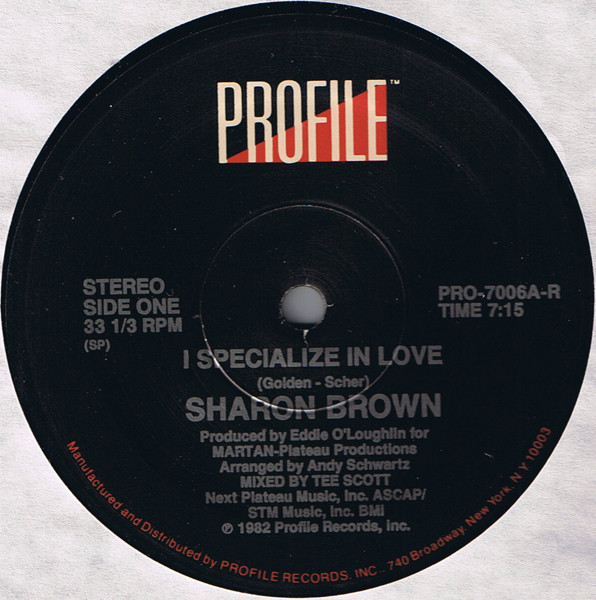 PROFILE™
STEREO
SIDE ONE
33 1/3 RPM
(SP)
PRO-7006A-R
TIME 7:15
I SPECIALIZE IN LOVE
(Golden - Scher)
SHARON BROWN
Produced by Eddie O'Loughlin for
MARTAN-Plateau Productions
Arranged by Andy Schwartz
MIXED BY TEE SCOTT
Next Plateau Music, Inc. ASCAP/
STM Music, Inc. BMI
℗ 1982 Profile Records, Inc.
Manufactured and Distributed by PROFILE RECORDS, INC.. 740 Broadway, New York, N Y 10003